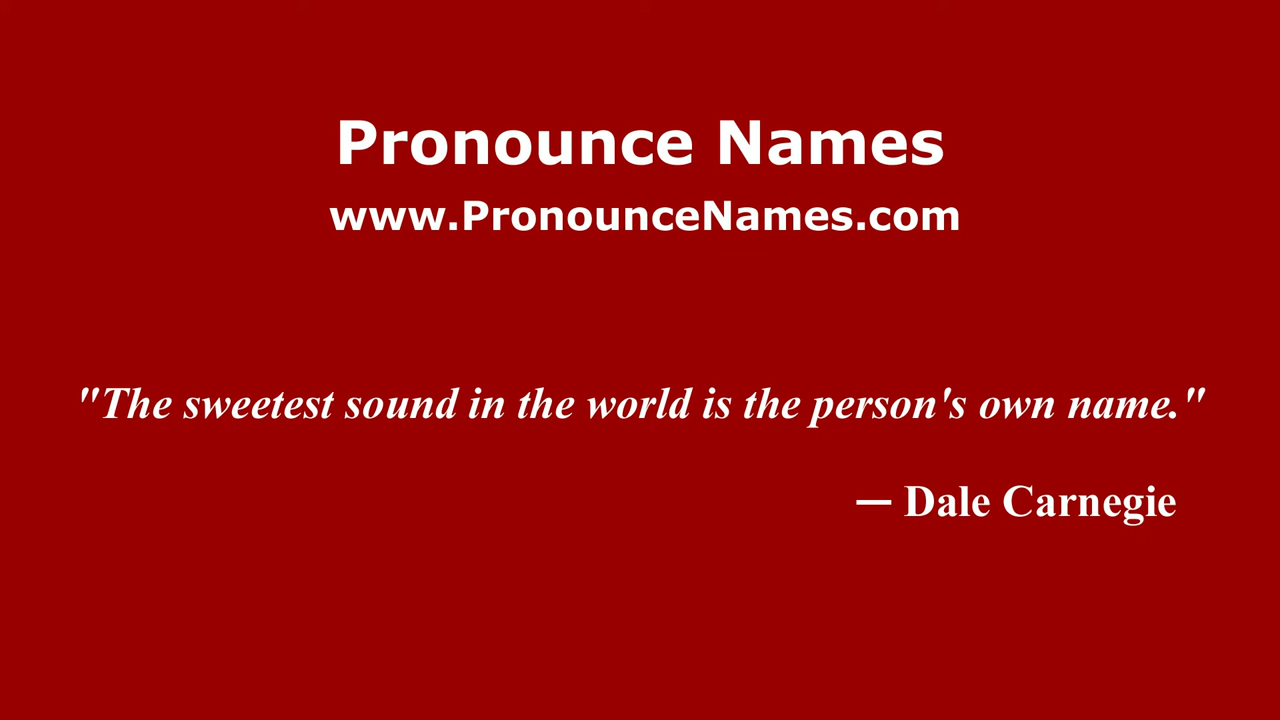 Pronounce Names
www.PronounceNames.com
"The sweetest sound in the world is the person's own name."
— Dale Carnegie